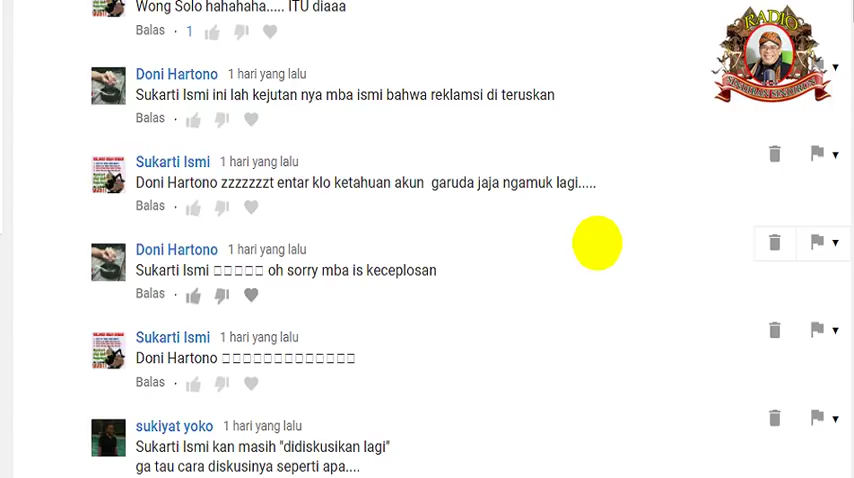 Wong Solo hahahaha..... ITU diaaa
Balas · 1
RADIO
Doni Hartono 1 hari yang lalu
Sukarti Ismi ini lah kejutan nya mba ismi bahwa reklamsi di teruskan
Balas ·
Sukarti Ismi 1 hari yang lalu
Doni Hartono zzzzzzzt entar klo ketahuan akun garuda jaja ngamuk lagi.....
Balas ·
Doni Hartono 1 hari yang lalu
Sukarti Ismi □□□□□ oh sorry mba is keceplosan
Balas ·
Sukarti Ismi 1 hari yang lalu
Doni Hartono □□□□□□□□□□□□□
Balas ·
sukiyat yoko 1 hari yang lalu
Sukarti Ismi kan masih "didiskusikan lagi"
ga tau cara diskusinya seperti apa....